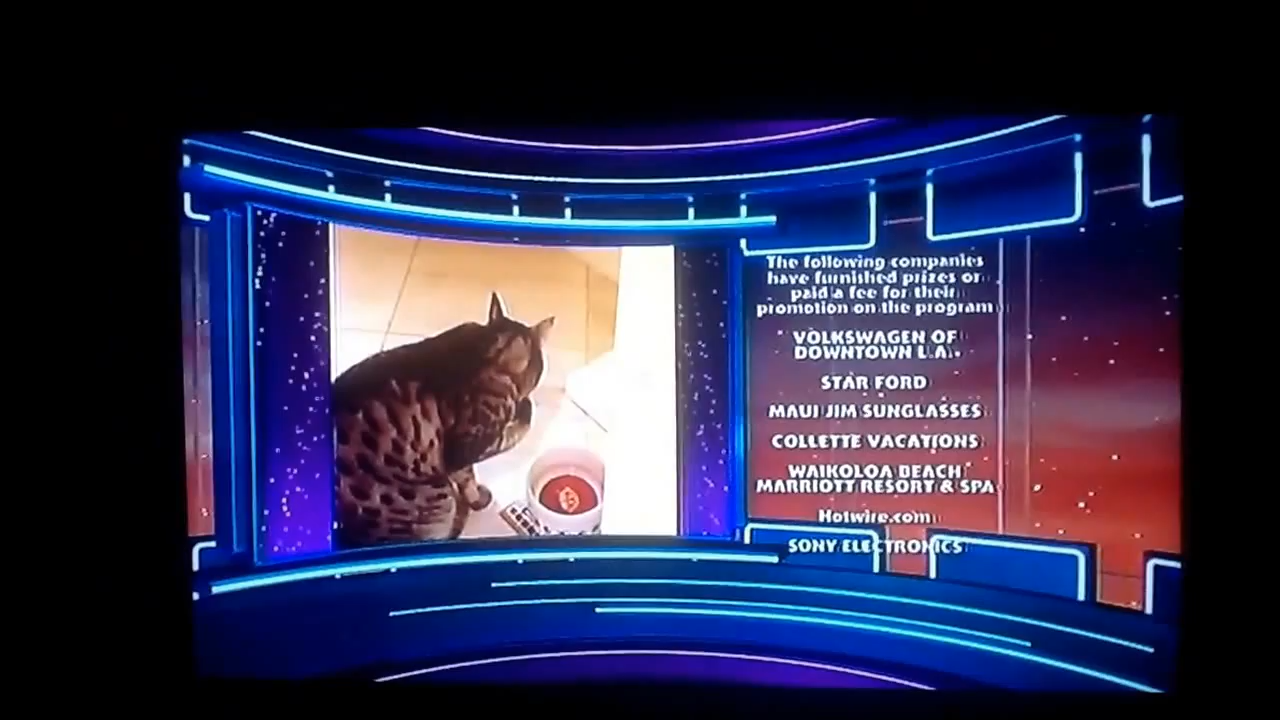 The following companies
have furnished prizes or
paid a fee for their
promotion on the program
VOLKSWAGEN OF
DOWNTOWN L.A.
STAR FORD
MAUI JIM SUNGLASSES
COLLETTE VACATIONS
WAIKOLOA BEACH
MARRIOTT RESORT & SPA
Hotwire.com
SONY ELECTRONICS